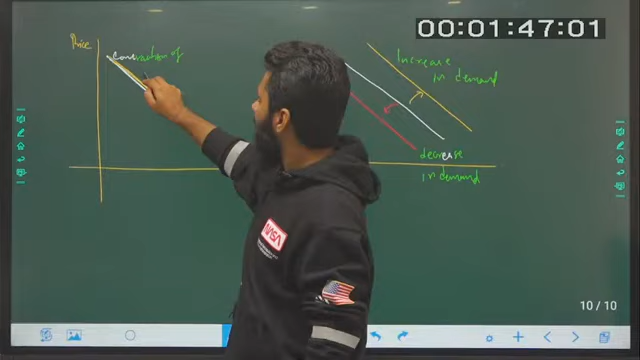 00:01:47:01
Price
Contraction of
Increase
in demand
decrease
in demand
NASA
10/10